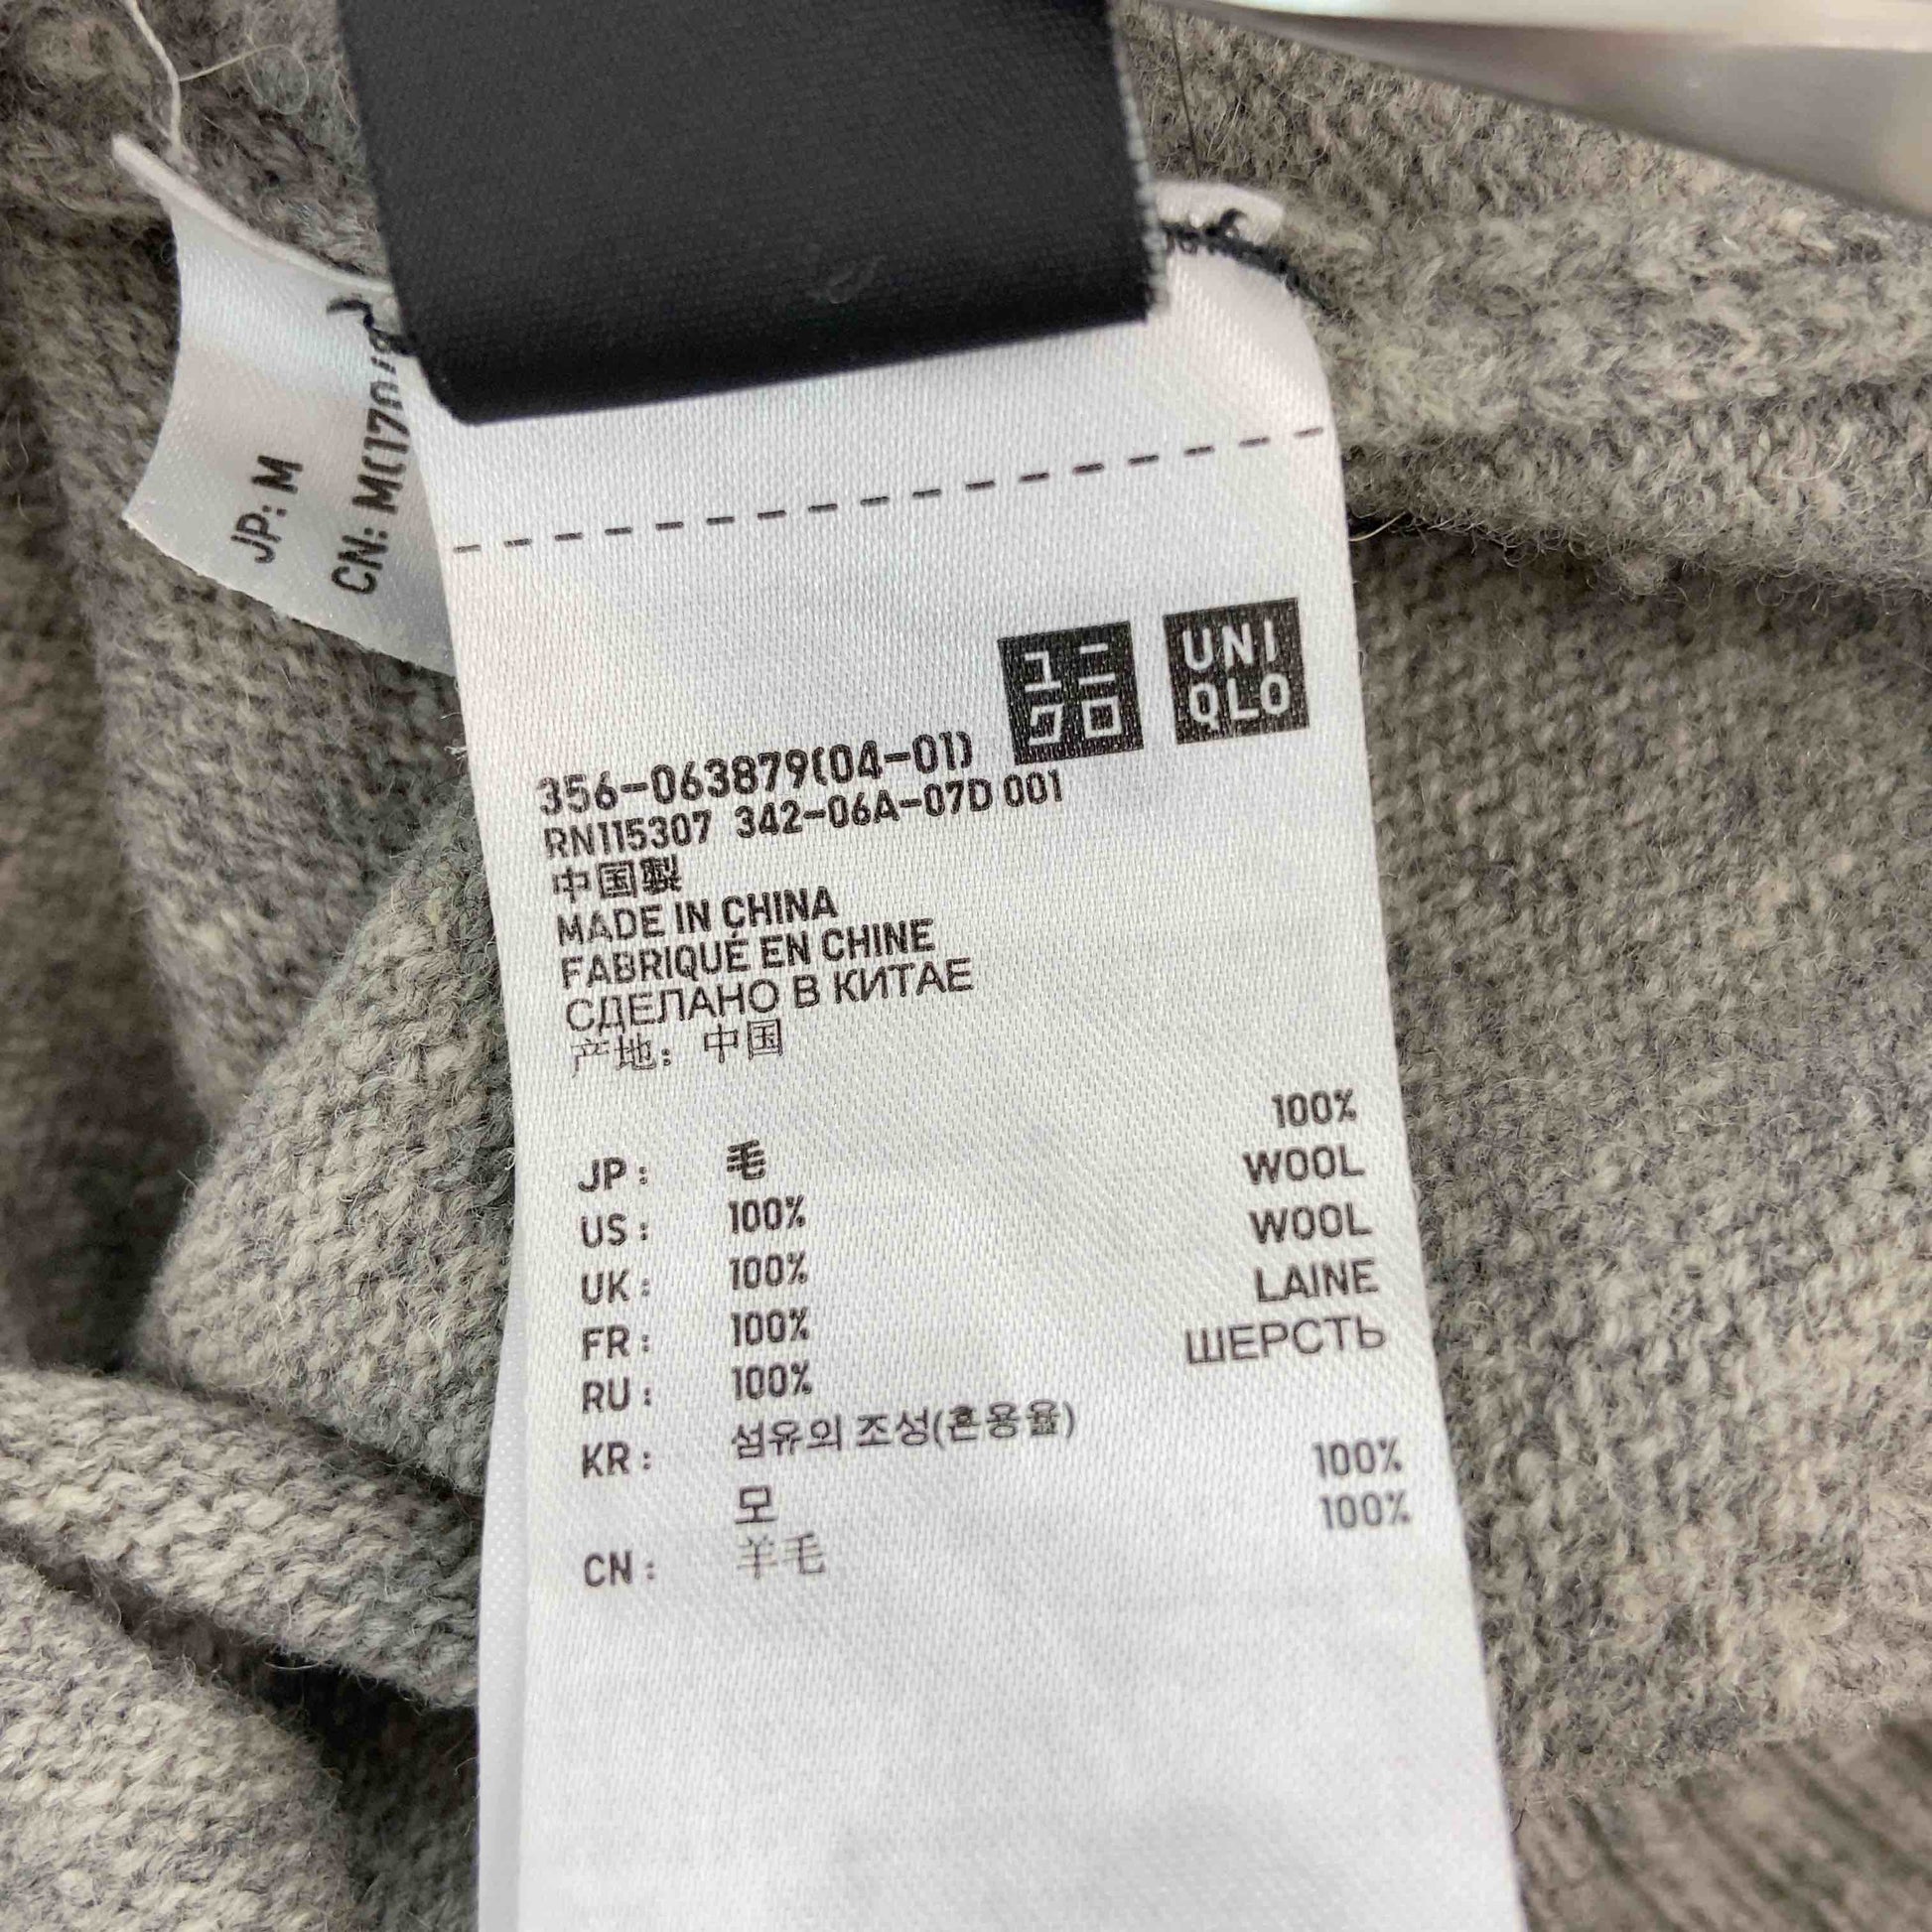 JP: M
CN: M(170/
ユニ
クロ
UNI
QLO
356-063879(04-01)
RN115307 342-06A-07D 001
中国製
MADE IN CHINA
FABRIQUÉ EN CHINE
СДЕЛАНО В КИТАЕ
产地: 中国
JP: 毛 100%
US: 100% WOOL
UK: 100% WOOL
FR: 100% LAINE
RU: 100% ШЕРСТЬ
KR: 섬유의 조성(혼용율)
모 100%
CN: 羊毛 100%